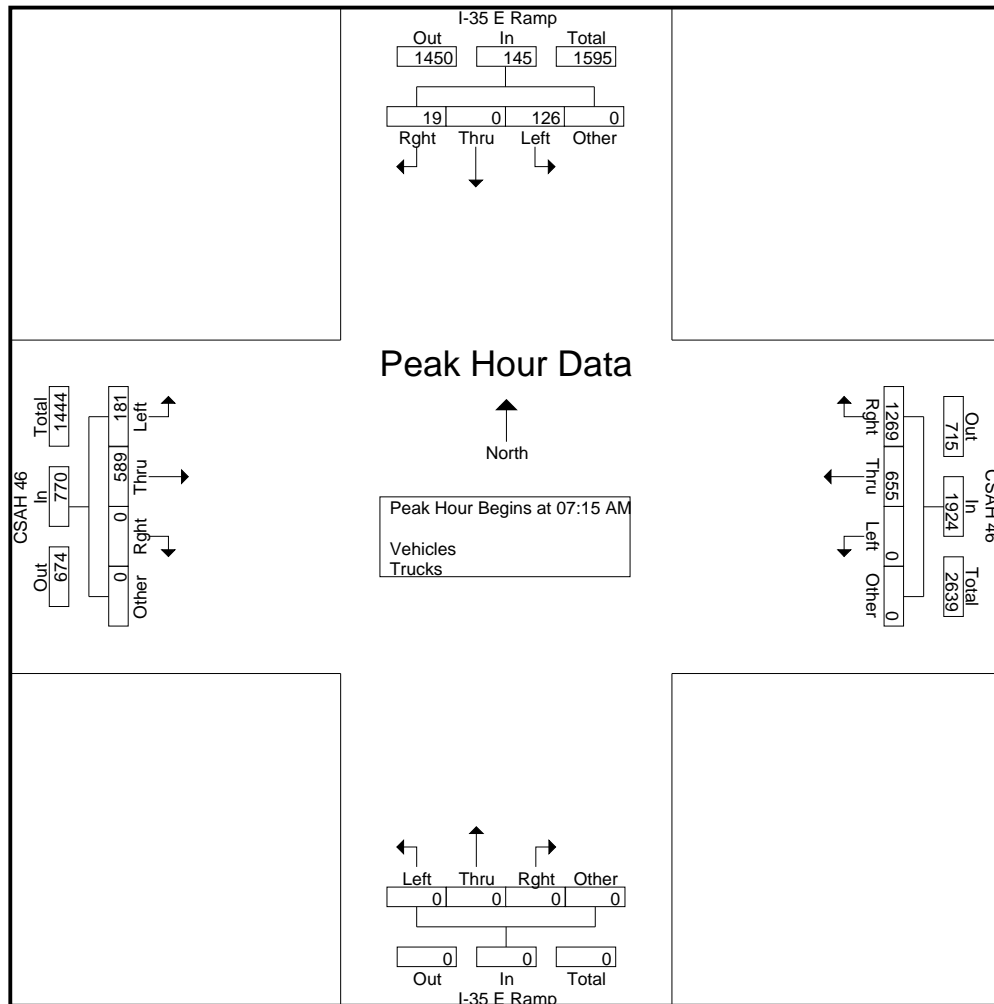 I-35 E Ramp
Out In Total
1450 145 1595
19 0 126 0
Rght Thru Left Other
Peak Hour Data
North
Peak Hour Begins at 07:15 AM
Vehicles
Trucks
CSAH 46
Total In Out
1444 770 674
181 589 0 0
Left Thru Rght Other
Rght Thru Left Other
1269 655 0 0
Out In Total
715 1924 2639
CSAH 46
Left Thru Rght Other
0 0 0 0
0 0 0
Out In Total
I-35 E Ramp